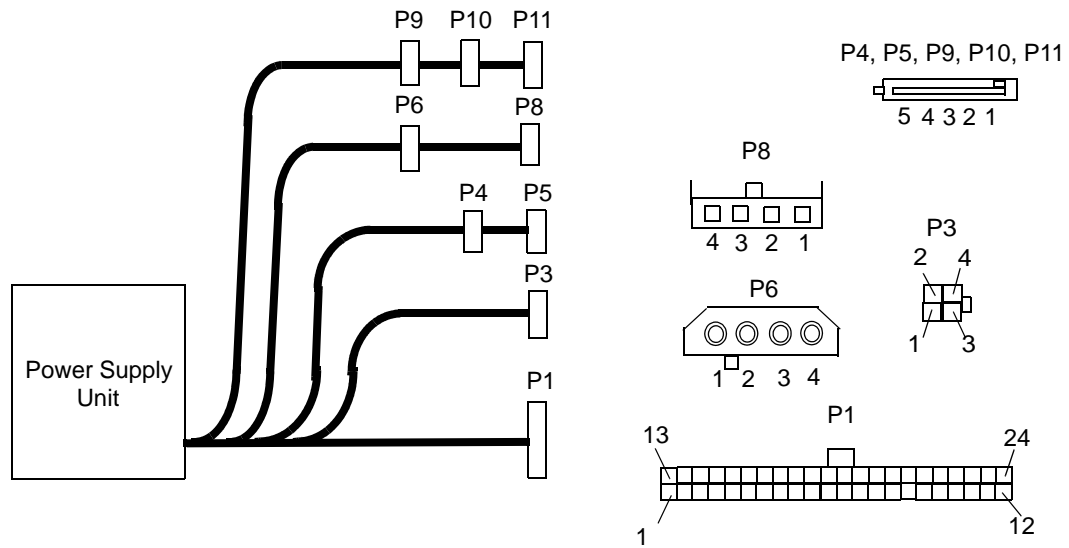 P9 P10 P11
P6 P8
P4 P5
P3
P1
Power Supply
Unit
P4, P5, P9, P10, P11
5 4 3 2 1
P8
4 3 2 1
P3
2 4
1 3
P6
1 2 3 4
P1
13 24
1 12